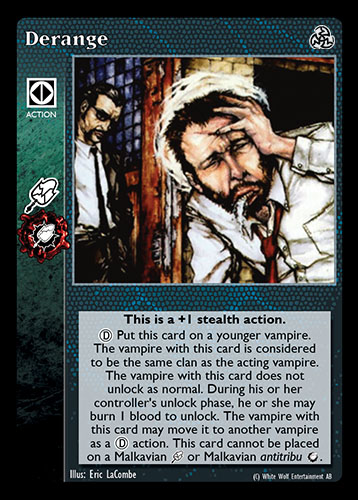 Derange
ACTION
This is a +1 stealth action.
D Put this card on a younger vampire.
The vampire with this card is considered
to be the same clan as the acting vampire.
The vampire with this card does not
unlock as normal. During his or her
controller's unlock phase, he or she may
burn 1 blood to unlock. The vampire with
this card may move it to another vampire
as a D action. This card cannot be placed
on a Malkavian or Malkavian antitribu .
Illus: Eric LaCombe
(C) White Wolf Entertainment AB